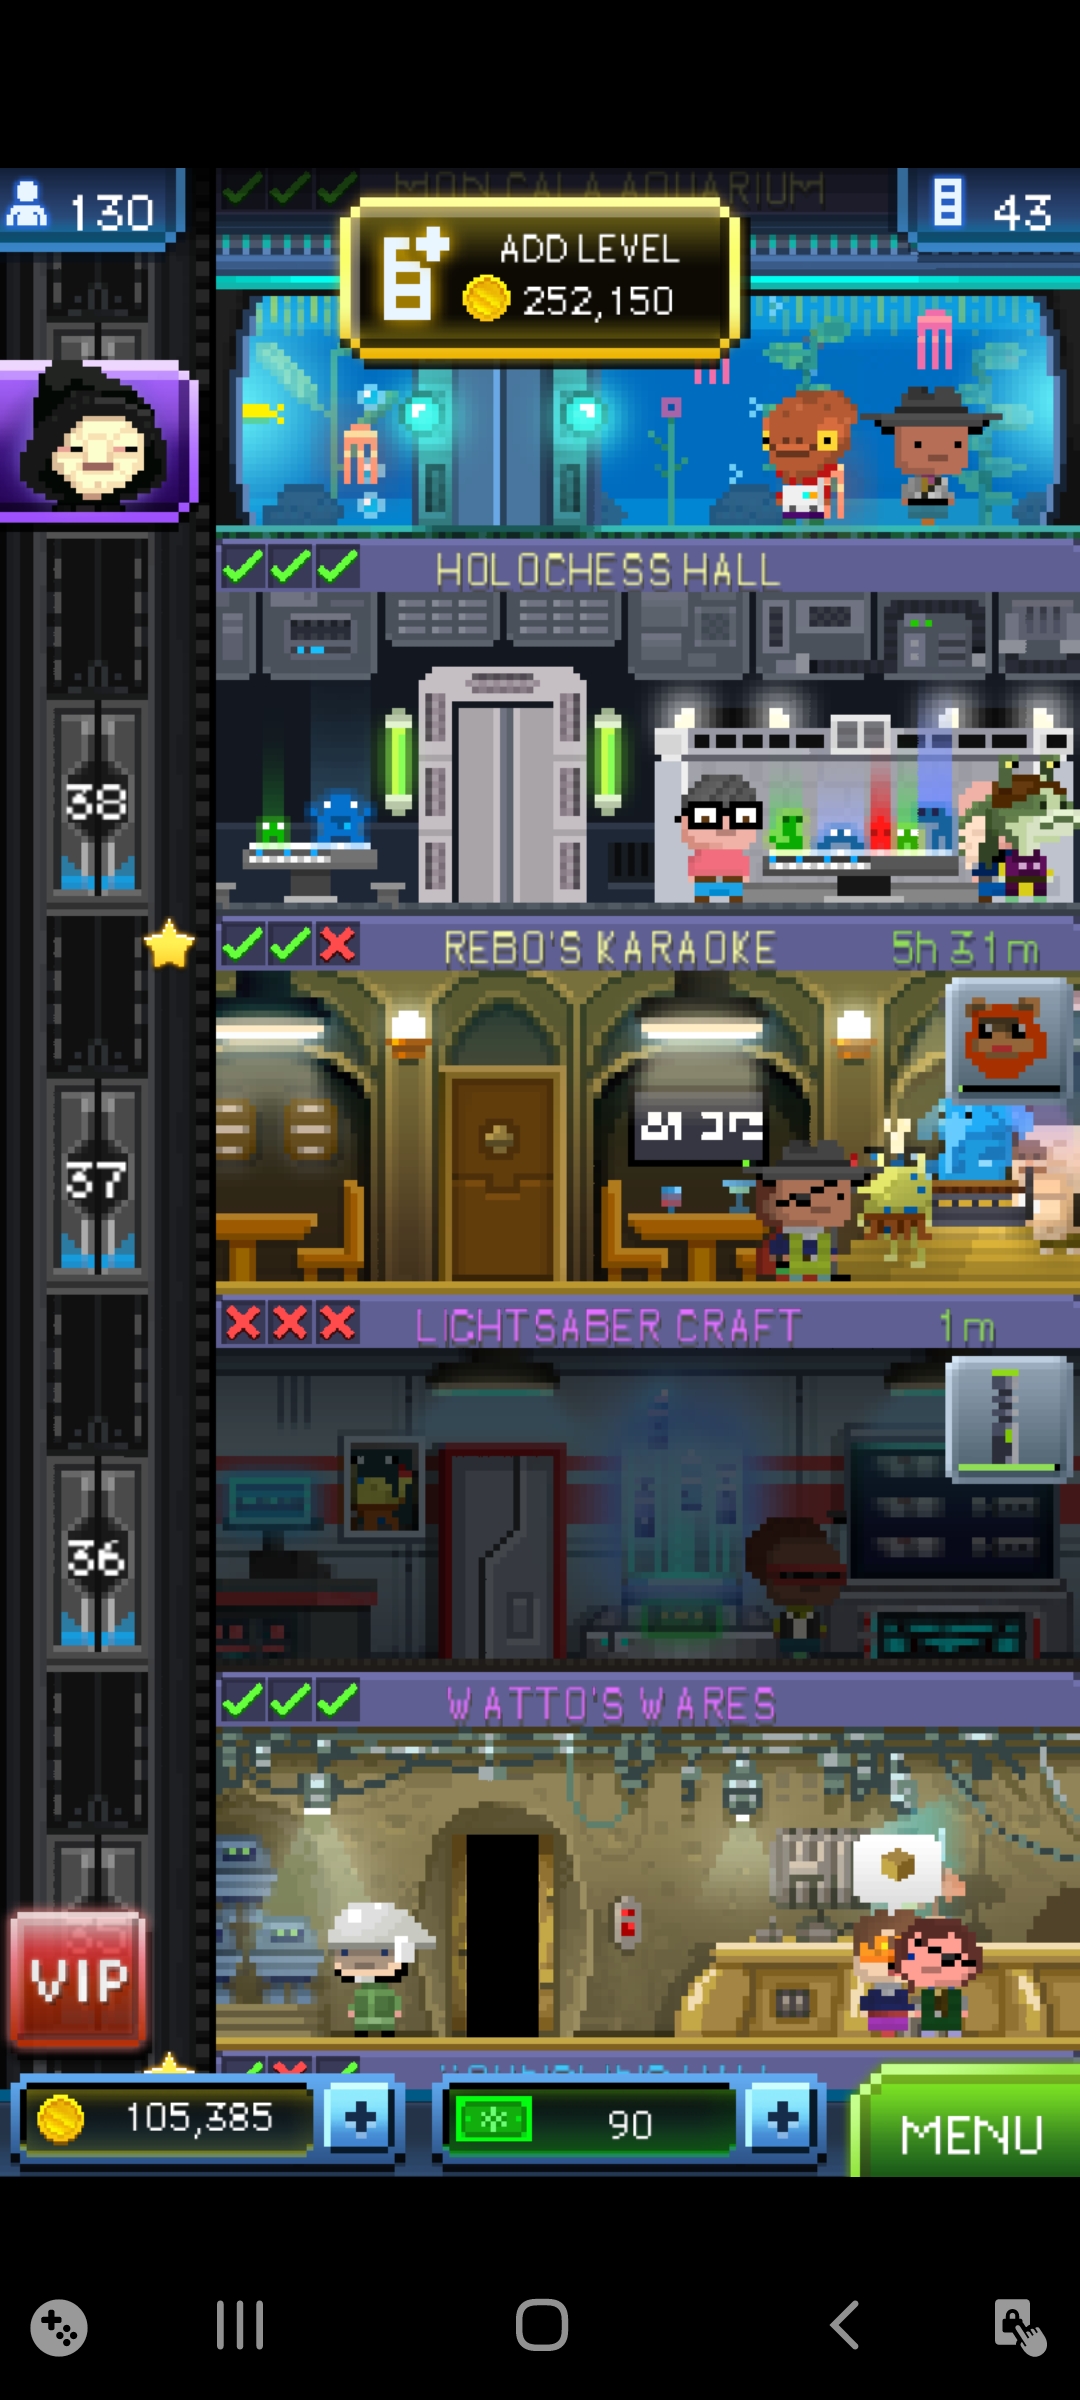 130
MON CALA AQUARIUM
43
ADD LEVEL
252,150
HOLOCHESS HALL
38
REBO'S KARAOKE 5h 31m
37
LIGHTSABER CRAFT 1m
36
WATTO'S WARES
35
VIP
105,385
90
MENU